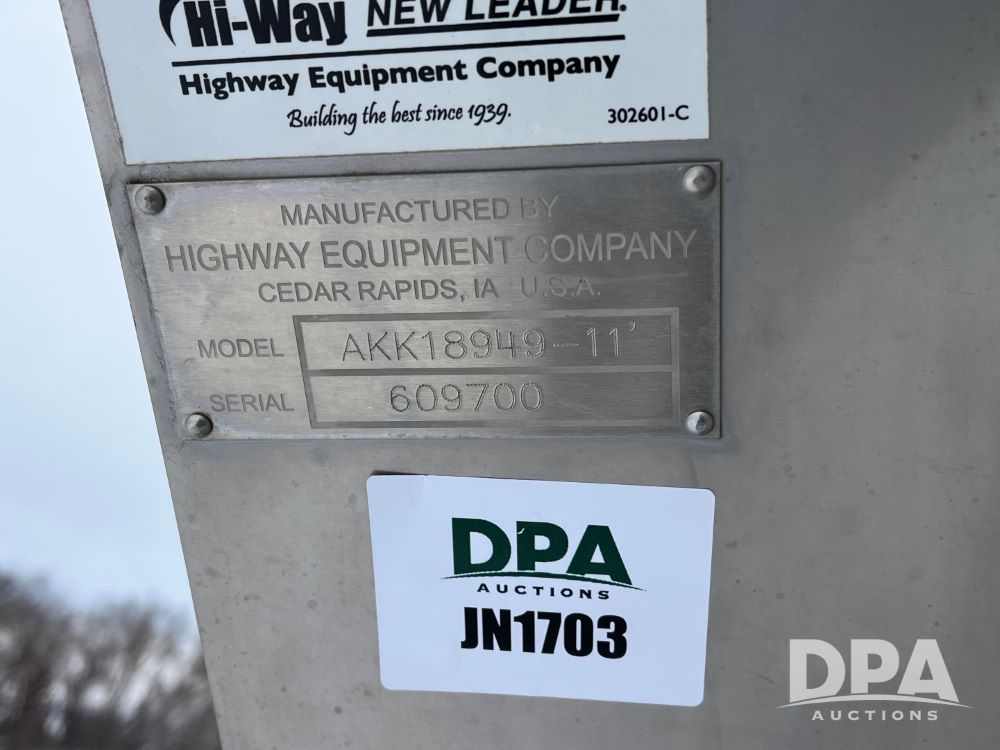 Hi-Way NEW LEADER.
Highway Equipment Company
Building the best since 1939.
302601-C
MANUFACTURED BY
HIGHWAY EQUIPMENT COMPANY
CEDAR RAPIDS, IA U.S.A.
MODEL AKK18949-11'
SERIAL 609700
DPA
AUCTIONS
JN1703
DPA
AUCTIONS